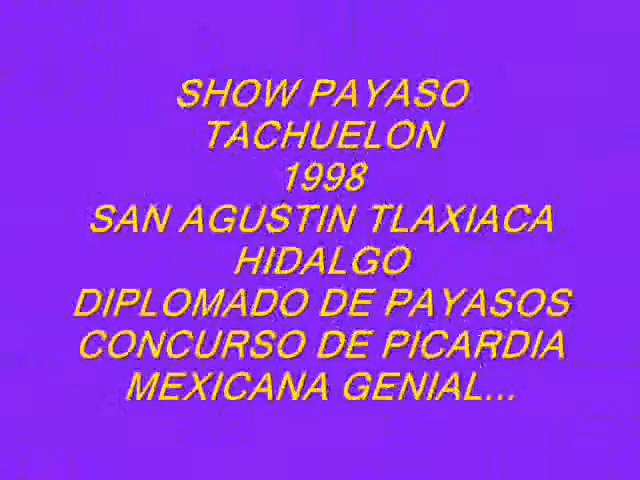 SHOW PAYASO
TACHUELON
1998
SAN AGUSTIN TLAXIACA
HIDALGO
DIPLOMADO DE PAYASOS
CONCURSO DE PICARDIA
MEXICANA GENIAL...